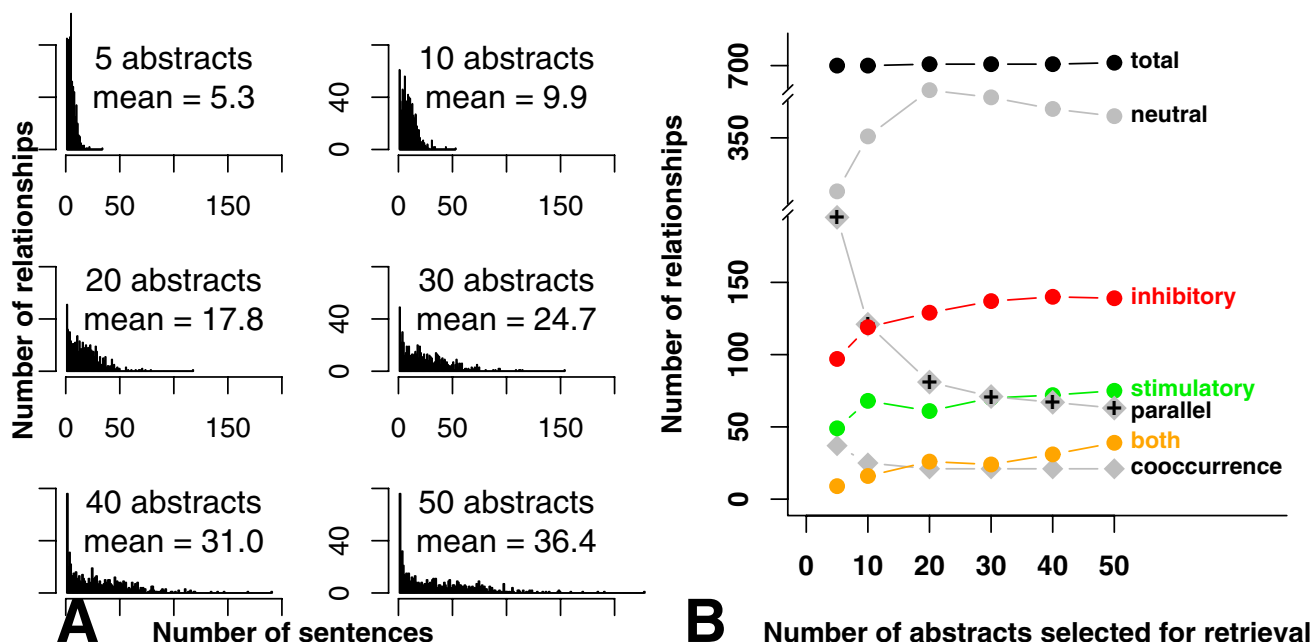 Number of relationships
5 abstracts
mean = 5.3
0 50 150
10 abstracts
mean = 9.9
0 40
0 50 150
20 abstracts
mean = 17.8
0 50 150
30 abstracts
mean = 24.7
0 40
0 50 150
40 abstracts
mean = 31.0
50 abstracts
mean = 36.4
0 40
A
Number of sentences
Number of relationships
700
350
150
100
50
0
total
neutral
inhibitory
stimulatory
parallel
both
cooccurrence
0 10 20 30 40 50
B
Number of abstracts selected for retrieval